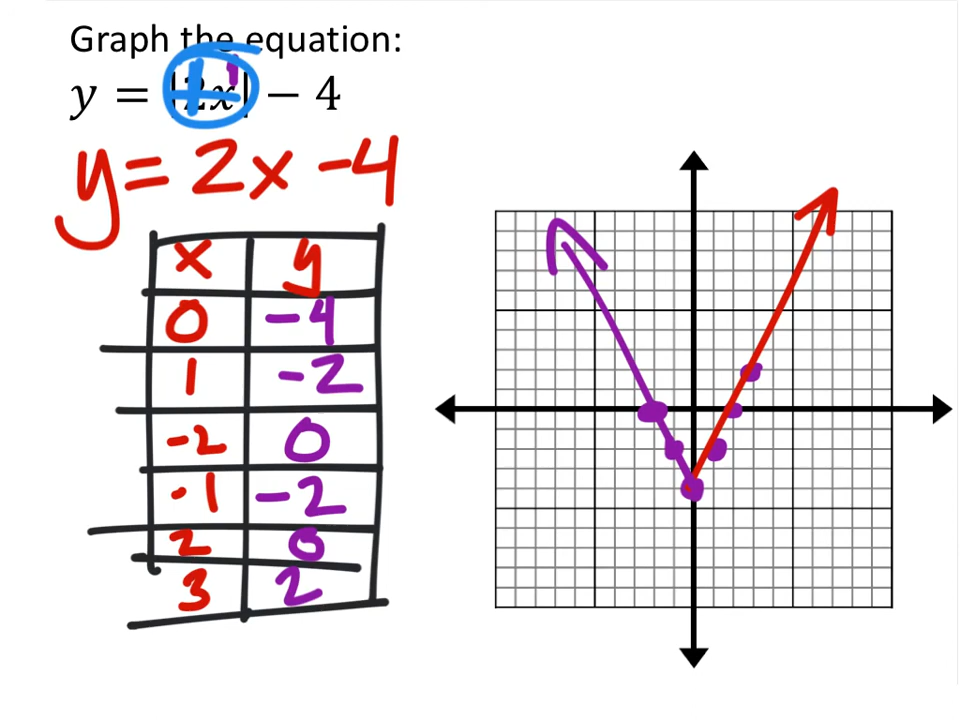 Graph the equation:
y = |2x| − 4
y = 2x -4
x y
0 -4
1 -2
-2 0
-1 -2
2 0
3 2